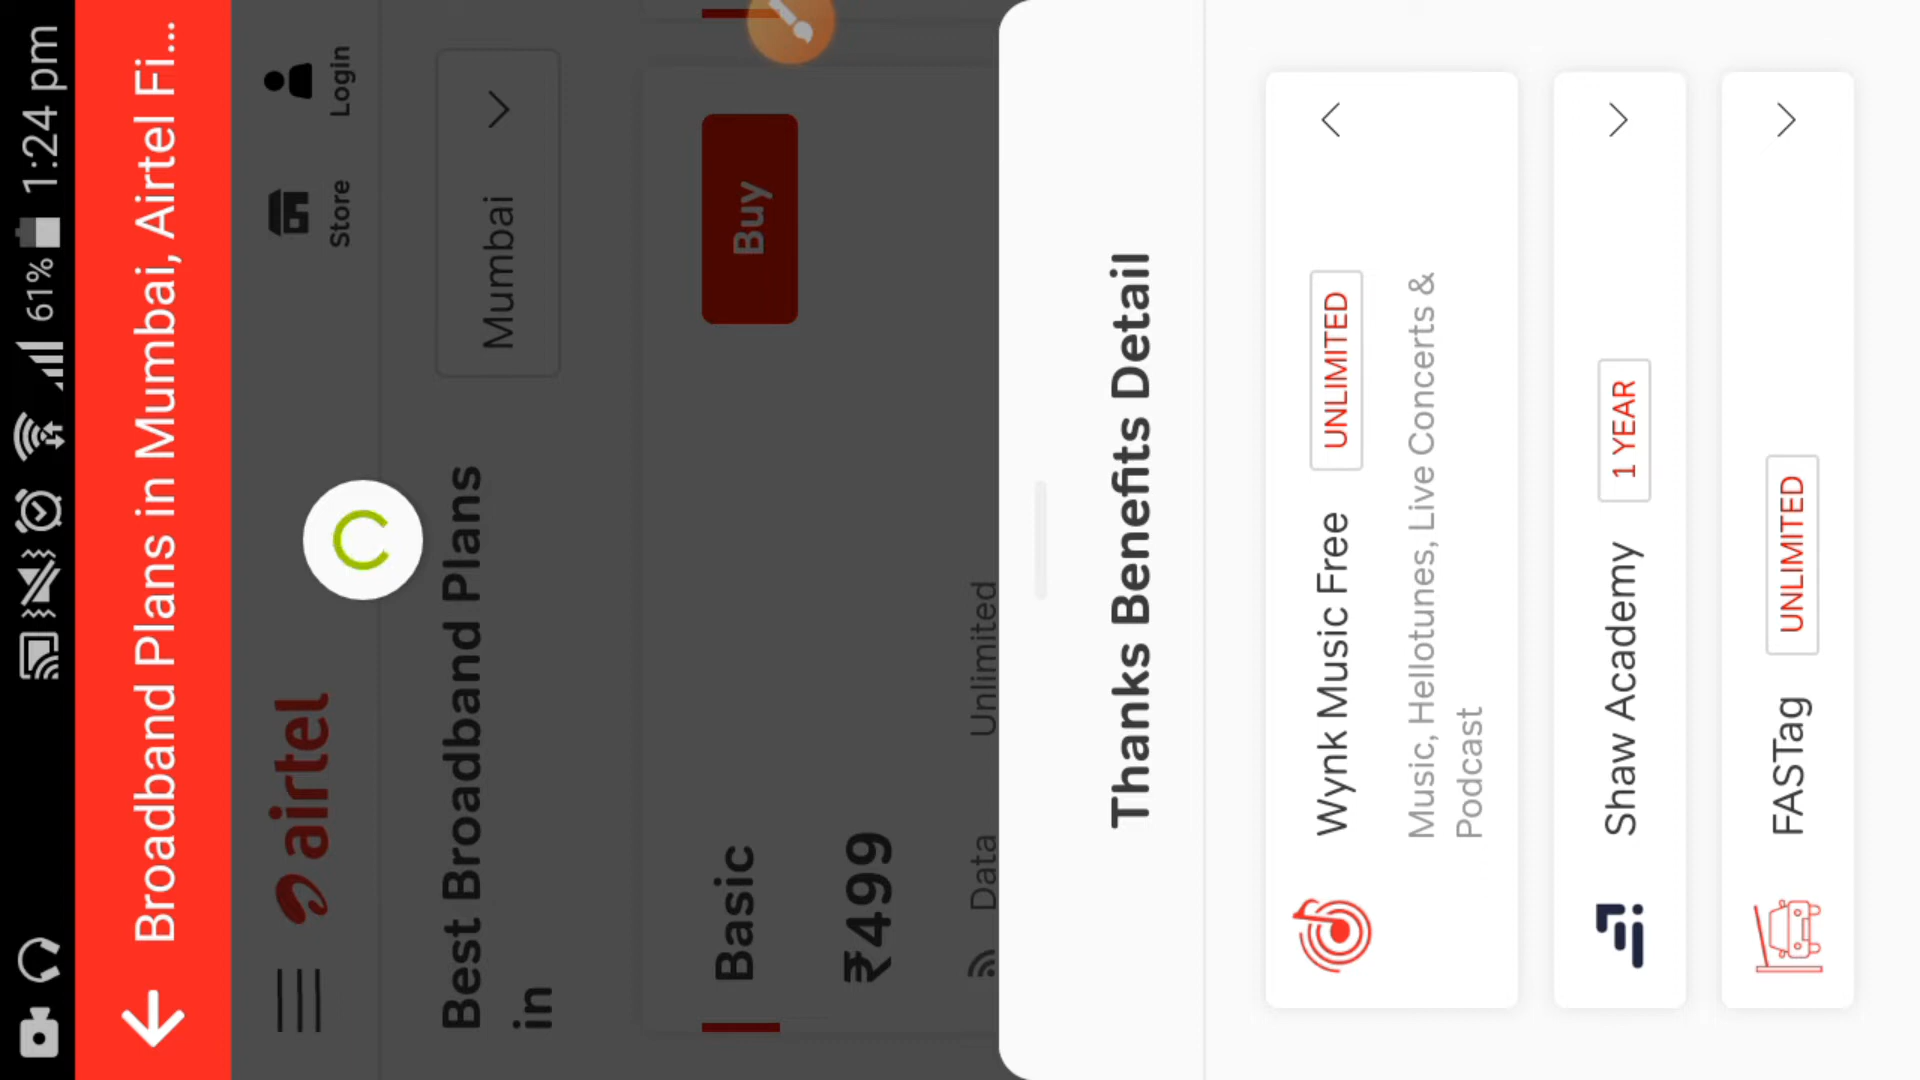 61% 1:24 pm
Broadband Plans in Mumbai, Airtel Fi...
airtel
Store
Login
Best Broadband Plans
in
Mumbai
Basic
Buy
₹499
Data Unlimited
Thanks Benefits Detail
Wynk Music Free UNLIMITED
Music, Hellotunes, Live Concerts &
Podcast
Shaw Academy 1 YEAR
FASTag UNLIMITED